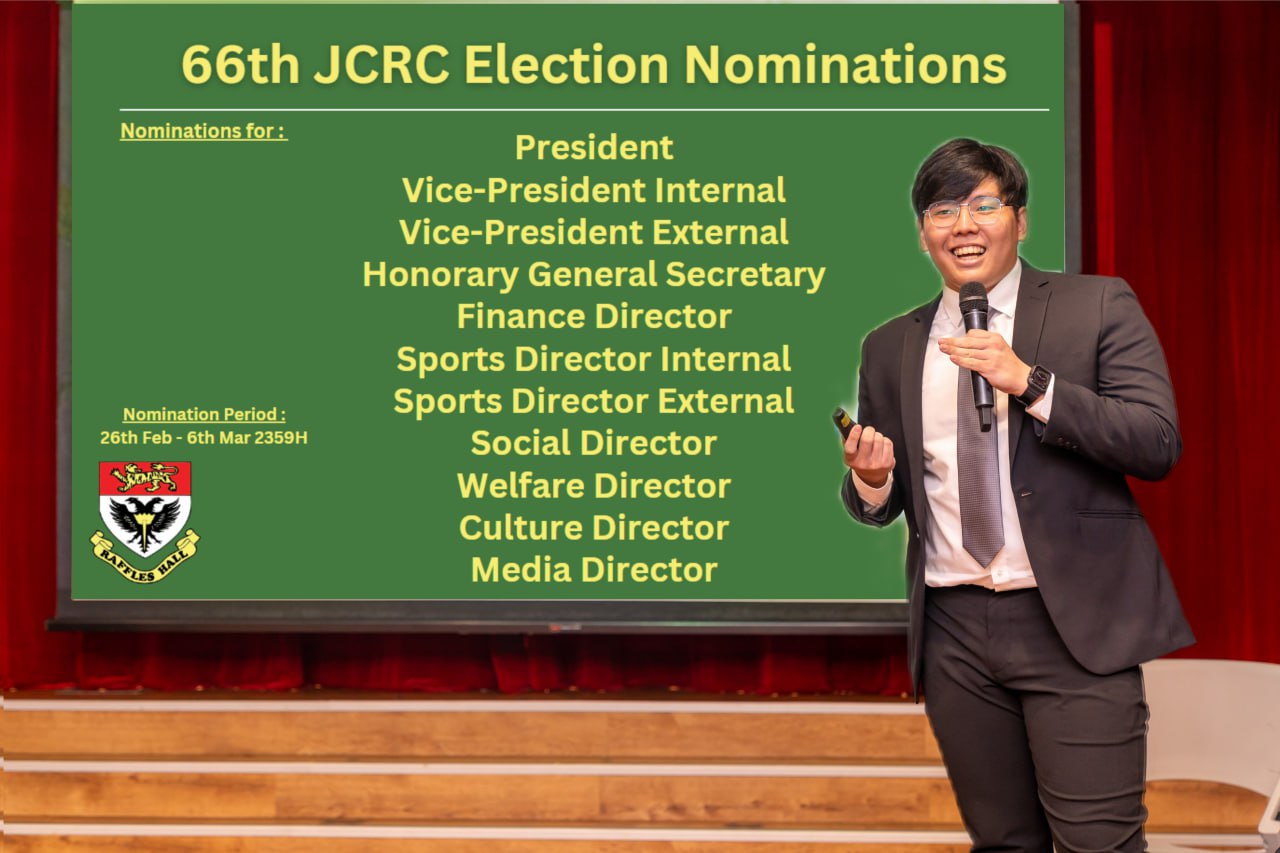 66th JCRC Election Nominations
Nominations for :
President
Vice-President Internal
Vice-President External
Honorary General Secretary
Finance Director
Sports Director Internal
Sports Director External
Social Director
Welfare Director
Culture Director
Media Director
Nomination Period :
26th Feb - 6th Mar 2359H
RAFFLES HALL